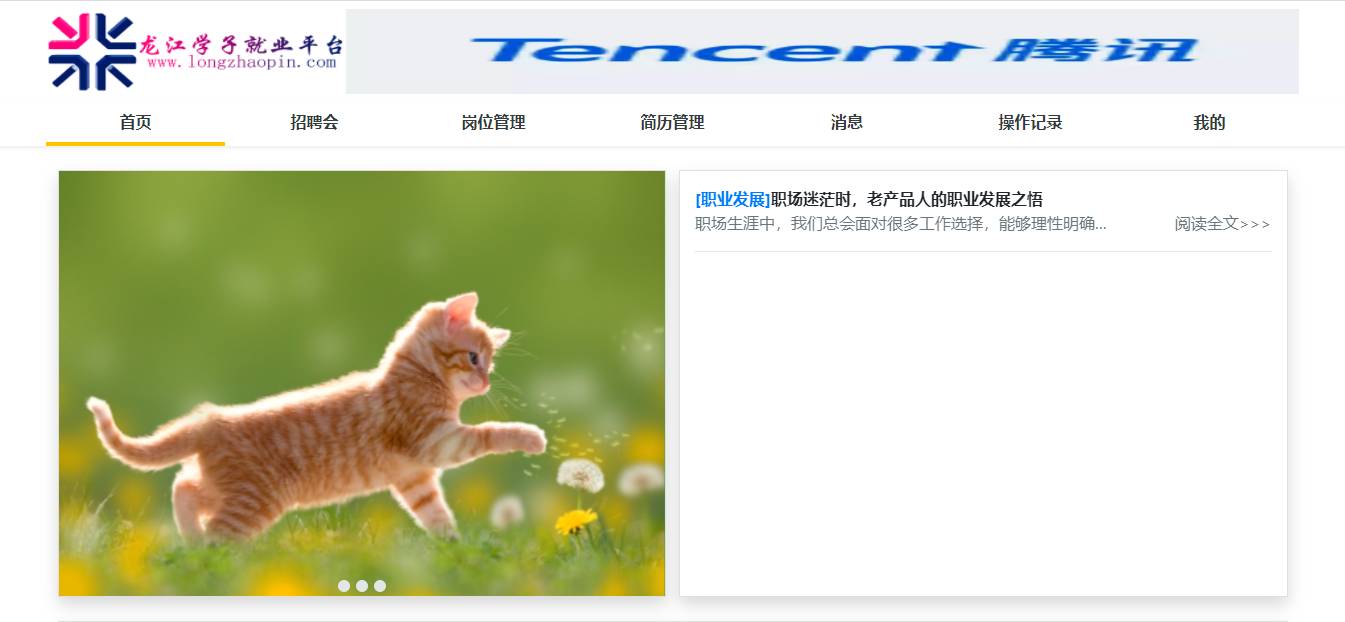 龙江学子就业平台
www.longzhaopin.com
Tencent 腾讯
首页 招聘会 岗位管理 简历管理 消息 操作记录 我的
[职业发展]职场迷茫时，老产品人的职业发展之悟
职场生涯中，我们总会面对很多工作选择，能够理性明确... 阅读全文>>>